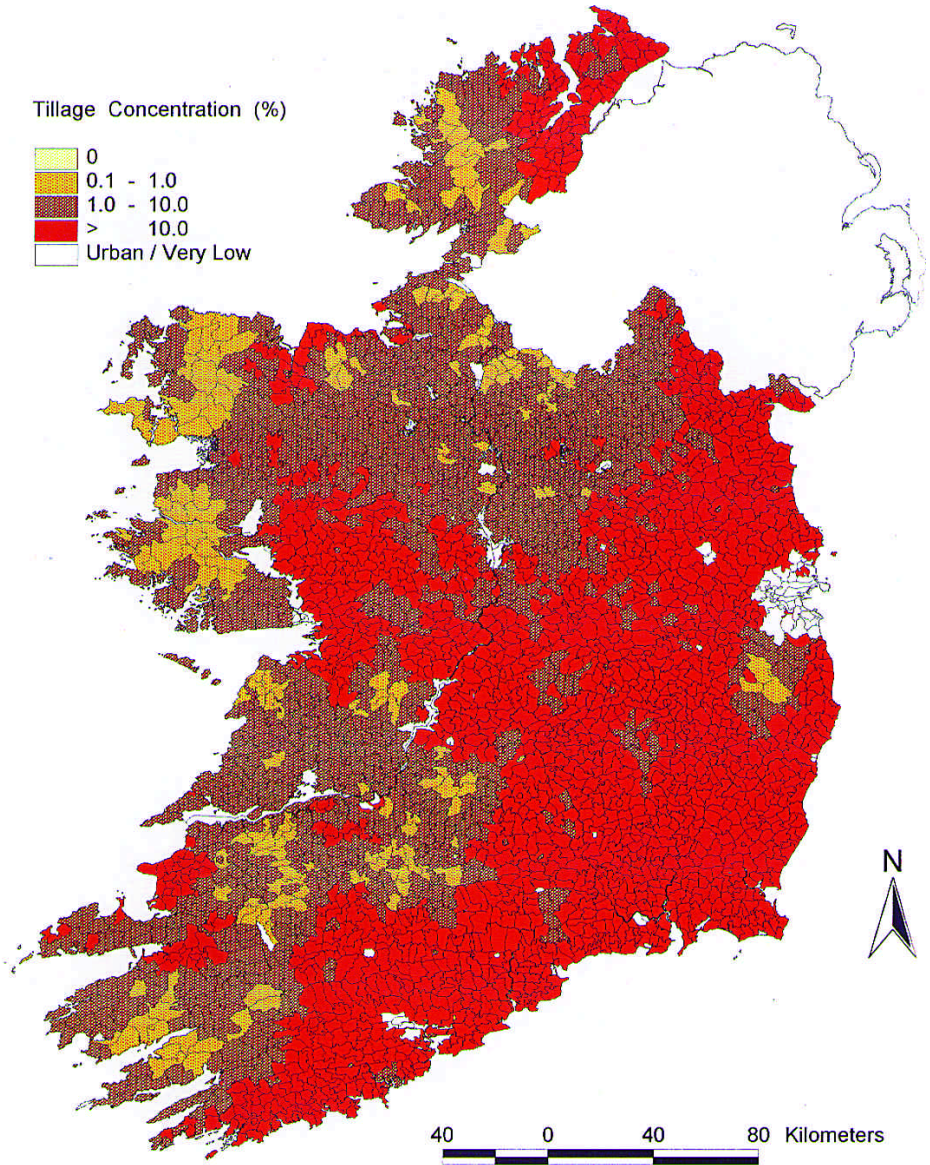 Tillage Concentration (%)
0
0.1 - 1.0
1.0 - 10.0
> 10.0
Urban / Very Low
N
40 0 40 80 Kilometers